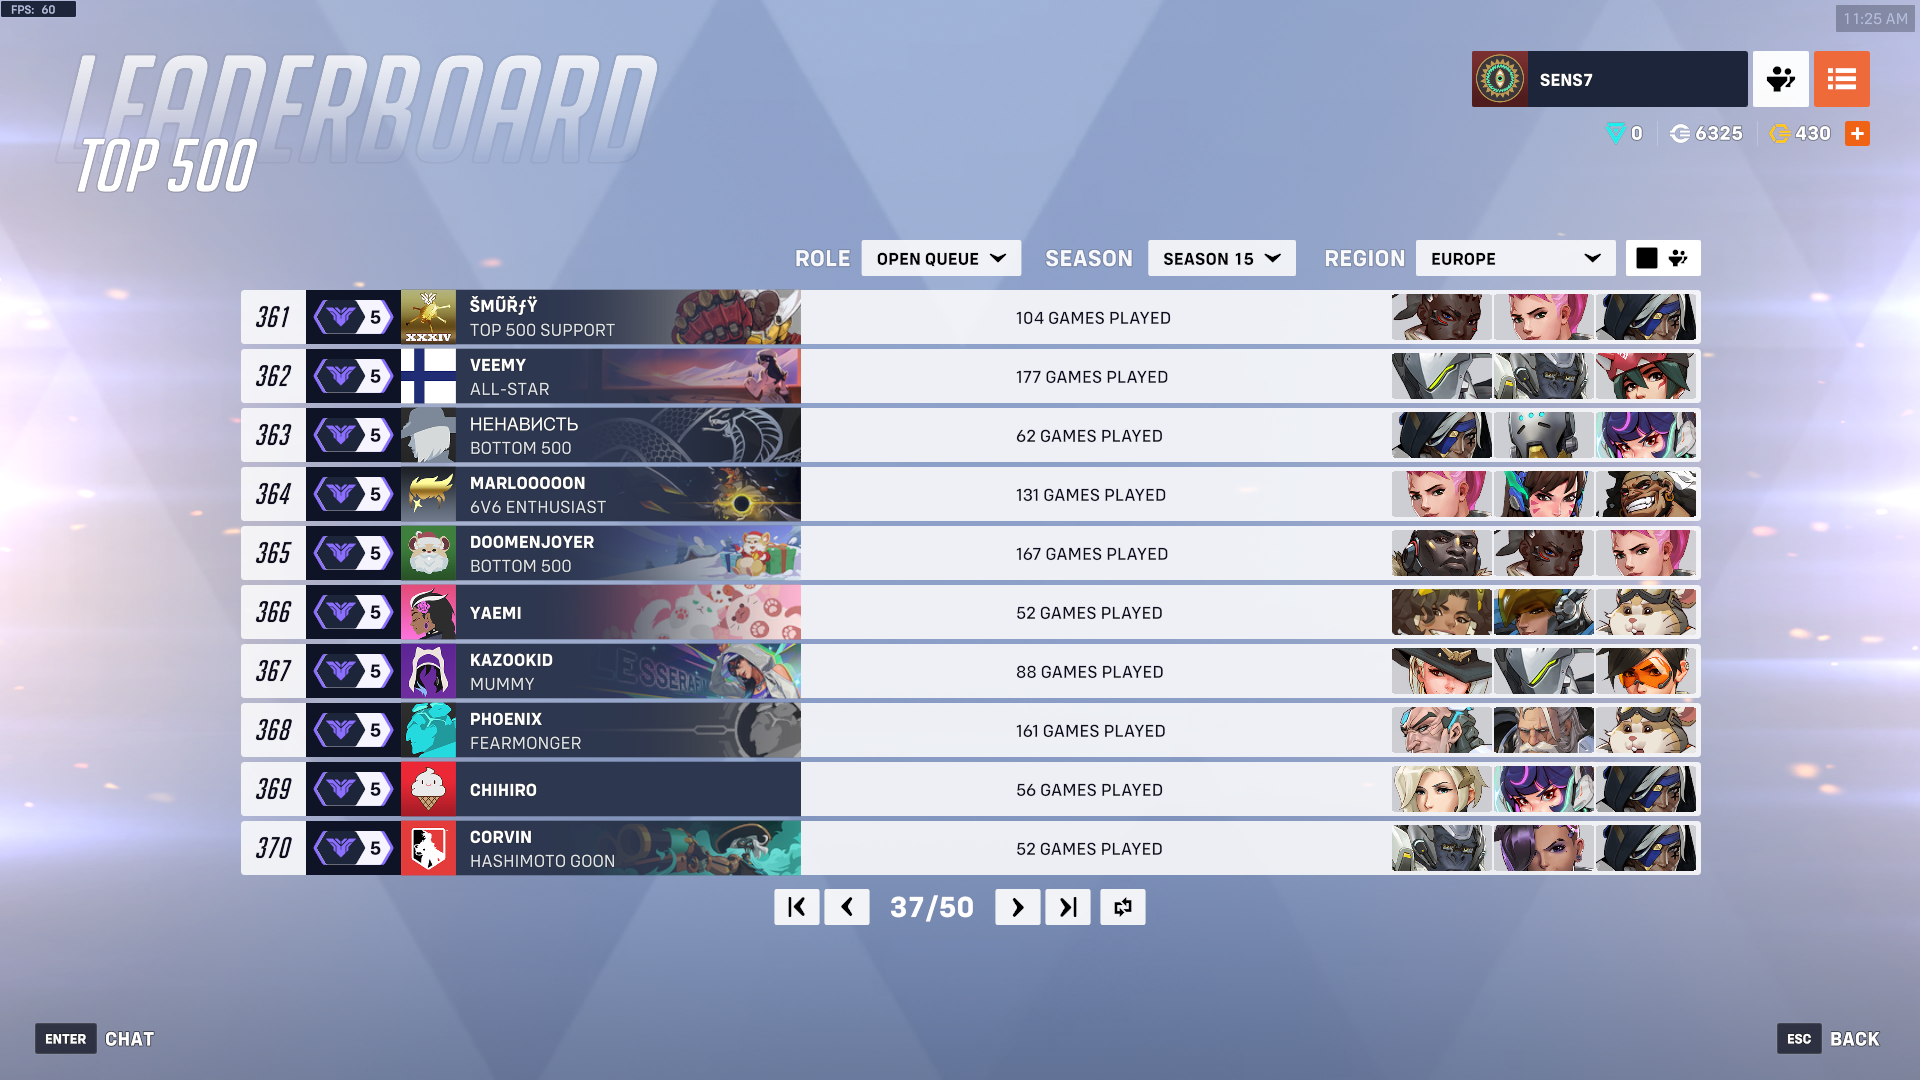 FPS: 60
11:25 AM
LEADERBOARD
TOP 500
SENS7
0 6325 430
ROLE OPEN QUEUE SEASON SEASON 15 REGION EUROPE
361 5 ŠMŨŘƒŸ 104 GAMES PLAYED
XXXIV TOP 500 SUPPORT
362 5 VEEMY 177 GAMES PLAYED
ALL-STAR
363 5 НЕНАВИСТЬ 62 GAMES PLAYED
BOTTOM 500
364 5 MARLOOOOON 131 GAMES PLAYED
6V6 ENTHUSIAST
365 5 DOOMENJOYER 167 GAMES PLAYED
BOTTOM 500
366 5 YAEMI 52 GAMES PLAYED
367 5 KAZOOKID 88 GAMES PLAYED
MUMMY
368 5 PHOENIX 161 GAMES PLAYED
FEARMONGER
369 5 CHIHIRO 56 GAMES PLAYED
370 5 CORVIN 52 GAMES PLAYED
HASHIMOTO GOON
37/50
ENTER CHAT
ESC BACK